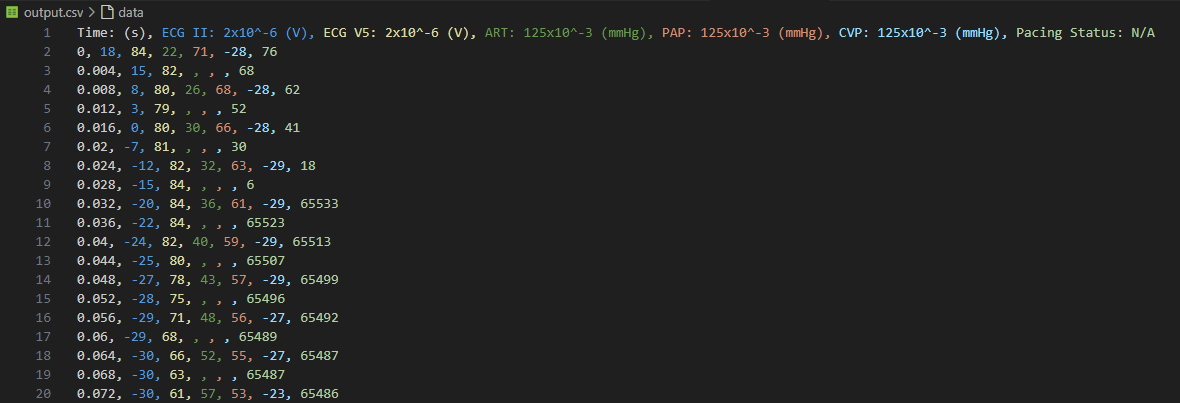 output.csv > data
1 Time: (s), ECG II: 2x10^-6 (V), ECG V5: 2x10^-6 (V), ART: 125x10^-3 (mmHg), PAP: 125x10^-3 (mmHg), CVP: 125x10^-3 (mmHg), Pacing Status: N/A
2 0, 18, 84, 22, 71, -28, 76
3 0.004, 15, 82, , , , 68
4 0.008, 8, 80, 26, 68, -28, 62
5 0.012, 3, 79, , , , 52
6 0.016, 0, 80, 30, 66, -28, 41
7 0.02, -7, 81, , , , 30
8 0.024, -12, 82, 32, 63, -29, 18
9 0.028, -15, 84, , , , 6
10 0.032, -20, 84, 36, 61, -29, 65533
11 0.036, -22, 84, , , , 65523
12 0.04, -24, 82, 40, 59, -29, 65513
13 0.044, -25, 80, , , , 65507
14 0.048, -27, 78, 43, 57, -29, 65499
15 0.052, -28, 75, , , , 65496
16 0.056, -29, 71, 48, 56, -27, 65492
17 0.06, -29, 68, , , , 65489
18 0.064, -30, 66, 52, 55, -27, 65487
19 0.068, -30, 63, , , , 65487
20 0.072, -30, 61, 57, 53, -23, 65486